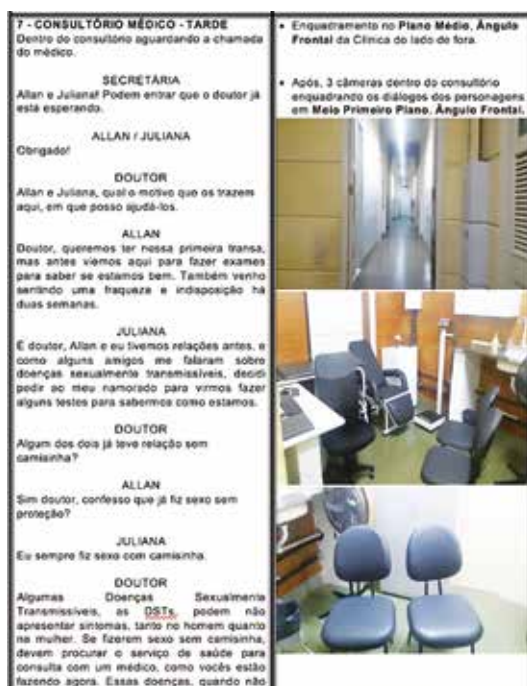 7 - CONSULTÓRIO MÉDICO - TARDE
Dentro do consultório aguardando a chamada
do médico.
SECRETÁRIA
Allan e Juliana! Podem entrar que o doutor já
está esperando.
ALLAN / JULIANA
Obrigado!
DOUTOR
Allan e Juliana, qual o motivo que os trazem
aqui, em que posso ajudá-los.
ALLAN
Doutor, queremos ter nossa primeira transa,
mas antes viemos aqui para fazer exames
para saber se estamos bem. Também venho
sentindo uma fraqueza e indisposição há
duas semanas.
JULIANA
É doutor, Allan e eu tivemos relações antes, e
como alguns amigos me falaram sobre
doenças sexualmente transmissíveis, decidi
pedir ao meu namorado para virmos fazer
alguns testes para sabermos como estamos.
DOUTOR
Algum dos dois já teve relação sem
camisinha?
ALLAN
Sim doutor, confesso que já fiz sexo sem
proteção?
JULIANA
Eu sempre fiz sexo com camisinha.
DOUTOR
Algumas Doenças Sexualmente
Transmissíveis, as DSTs, podem não
apresentar sintomas, tanto no homem quanto
na mulher. Se fizerem sexo sem camisinha,
devem procurar o serviço de saúde para
consulta com um médico, como vocês estão
fazendo agora. Essas doenças, quando não
• Enquadramento no Plano Médio, Ângulo
Frontal da Clínica do lado de fora.
• Após, 3 câmeras dentro do consultório
enquadrando os diálogos dos personagens
em Meio Primeiro Plano, Ângulo Frontal.